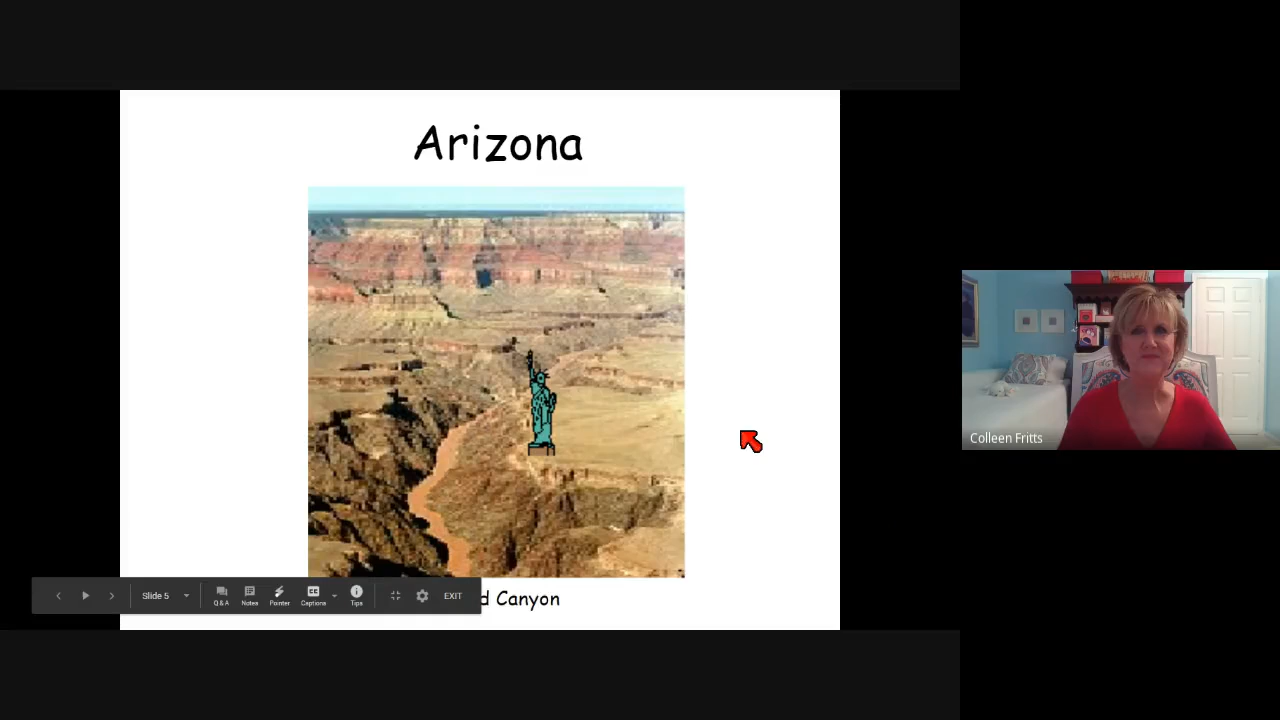 Arizona
d Canyon
Slide 5
Q & A
Notes
Pointer
Captions
Tips
EXIT
Colleen Fritts